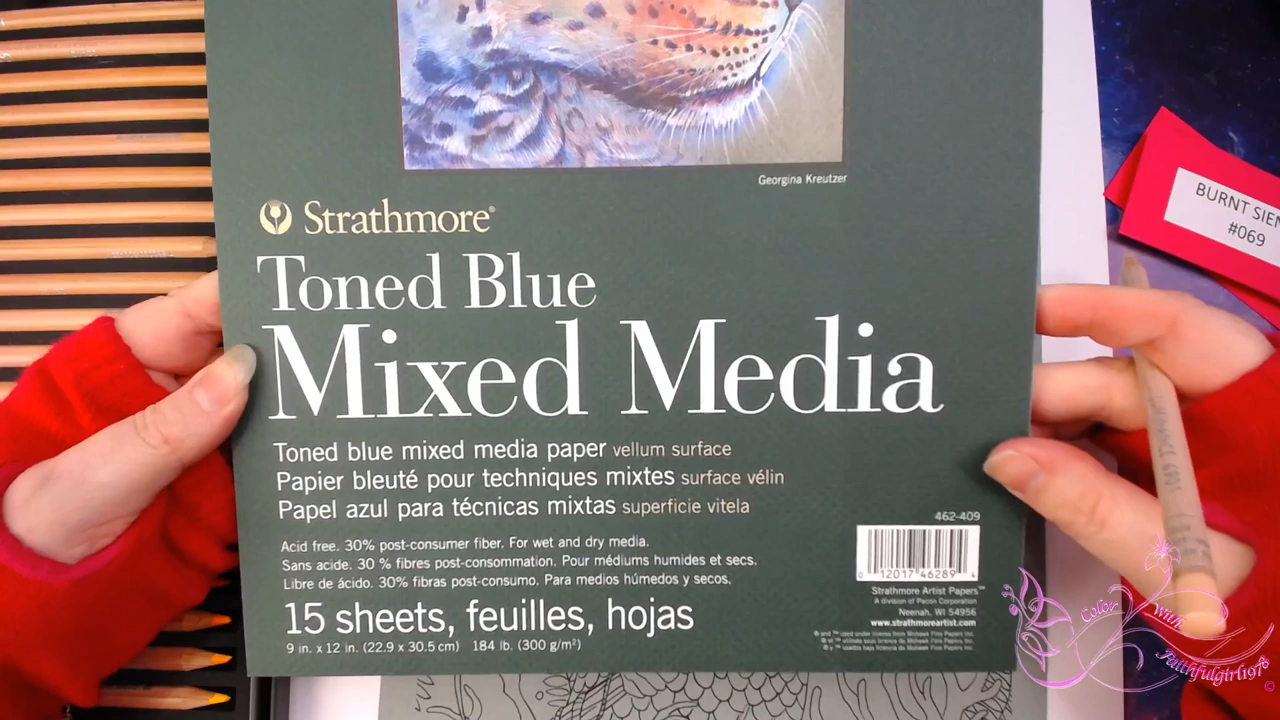 Georgina Kreutzer
Strathmore®
Toned Blue
Mixed Media
Toned blue mixed media paper vellum surface
Papier bleuté pour techniques mixtes surface vélin
Papel azul para técnicas mixtas superficie vitela
462-409
Acid free. 30% post-consumer fiber. For wet and dry media.
Sans acide. 30 % fibres post-consommation. Pour médiums humides et secs.
Libre de ácido. 30% fibras post-consumo. Para medios húmedos y secos.
15 sheets, feuilles, hojas
9 in. x 12 in. (22.9 x 30.5 cm) 184 lb. (300 g/m²)
0 12017 46289 4
Strathmore Artist Papers™
A division of Pacon Corporation
Neenah, WI 54956
www.strathmoreartist.com
BURNT SIEN
#069
Color
With
Faithfulgirl1978
©